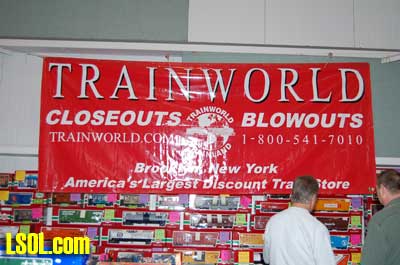 TRAINWORLD
CLOSEOUTS BLOWOUTS
TRAINWORLD.COM 1-800-541-7010
TRAINWORLD
Brooklyn, New York
America's Largest Discount Train Store
LSOL.com